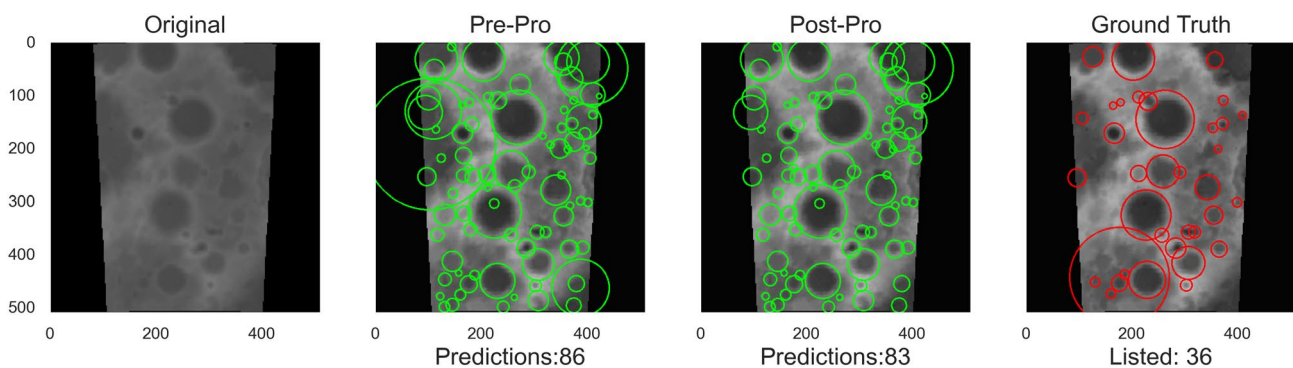 Original Pre-Pro Post-Pro Ground Truth
0
100
200
300
400
500
0 200 400 0 200 400 0 200 400 0 200 400
Predictions:86 Predictions:83 Listed: 36